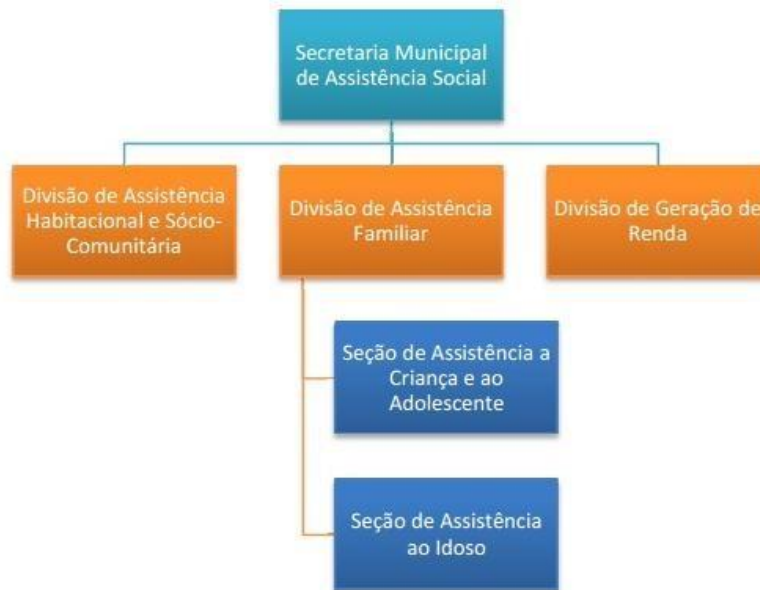 Secretaria Municipal
de Assistência Social
Divisão de Assistência
Habitacional e Sócio-
Comunitária
Divisão de Assistência
Familiar
Divisão de Geração de
Renda
Seção de Assistência a
Criança e ao
Adolescente
Seção de Assistência
ao Idoso